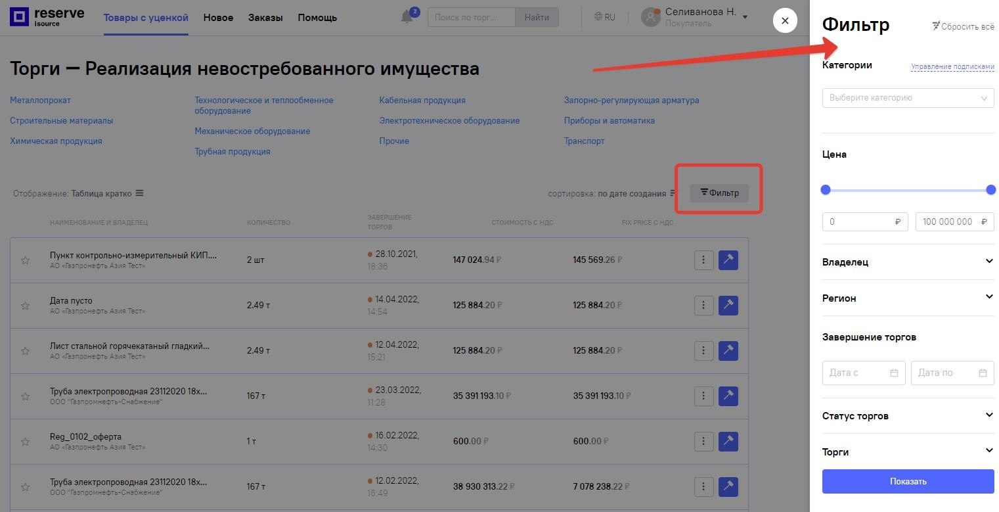 reserve
isource
Товары с уценкой
Новое
Заказы
Помощь
2
Поиск по торг...
Найти
RU
Селиванова Н.
Покупатель
Торги — Реализация невостребованного имущества
Металлопрокат
Строительные материалы
Химическая продукция
Технологическое и теплообменное
оборудование
Механическое оборудование
Трубная продукция
Кабельная продукция
Электротехническое оборудование
Прочие
Запорно-регулирующая арматура
Приборы и автоматика
Транспорт
Отображение: Таблица кратко
сортировка: по дате создания
Фильтр
НАИМЕНОВАНИЕ И ВЛАДЕЛЕЦ
КОЛИЧЕСТВО
ЗАВЕРШЕНИЕ
ТОРГОВ
СТОИМОСТЬ С НДС
FIX PRICE С НДС
Пункт контрольно-измерительный КИП....
АО «Газпронефть Азия Тест»
2 шт
28.10.2021,
18:36
147 024.94 ₽
145 569.26 ₽
Дата пусто
АО «Газпронефть Азия Тест»
2.49 т
14.04.2022,
14:54
125 884.20 ₽
125 884.20 ₽
Лист стальной горячекатаный гладкий...
АО «Газпронефть Азия Тест»
2.49 т
12.04.2022,
15:21
125 884.20 ₽
125 884.20 ₽
Труба электропроводная 23112020 18х...
ООО "Газпромнефть-Снабжение"
167 т
23.03.2022,
11:28
35 391 193.10 ₽
35 391 193.10 ₽
Reg_0102_оферта
АО «Газпронефть Азия Тест»
1 т
16.02.2022,
14:30
600.00 ₽
600.00 ₽
Труба электропроводная 23112020 18х...
ООО "Газпромнефть-Снабжение"
167 т
12.02.2022,
16:49
38 930 313.22 ₽
7 078 238.22 ₽
Фильтр
Сбросить всё
Категории
Управление подписками
Выберите категорию
Цена
0 ₽
100 000 000 ₽
Владелец
Регион
Завершение торгов
Дата с
Дата по
Статус торгов
Торги
Показать